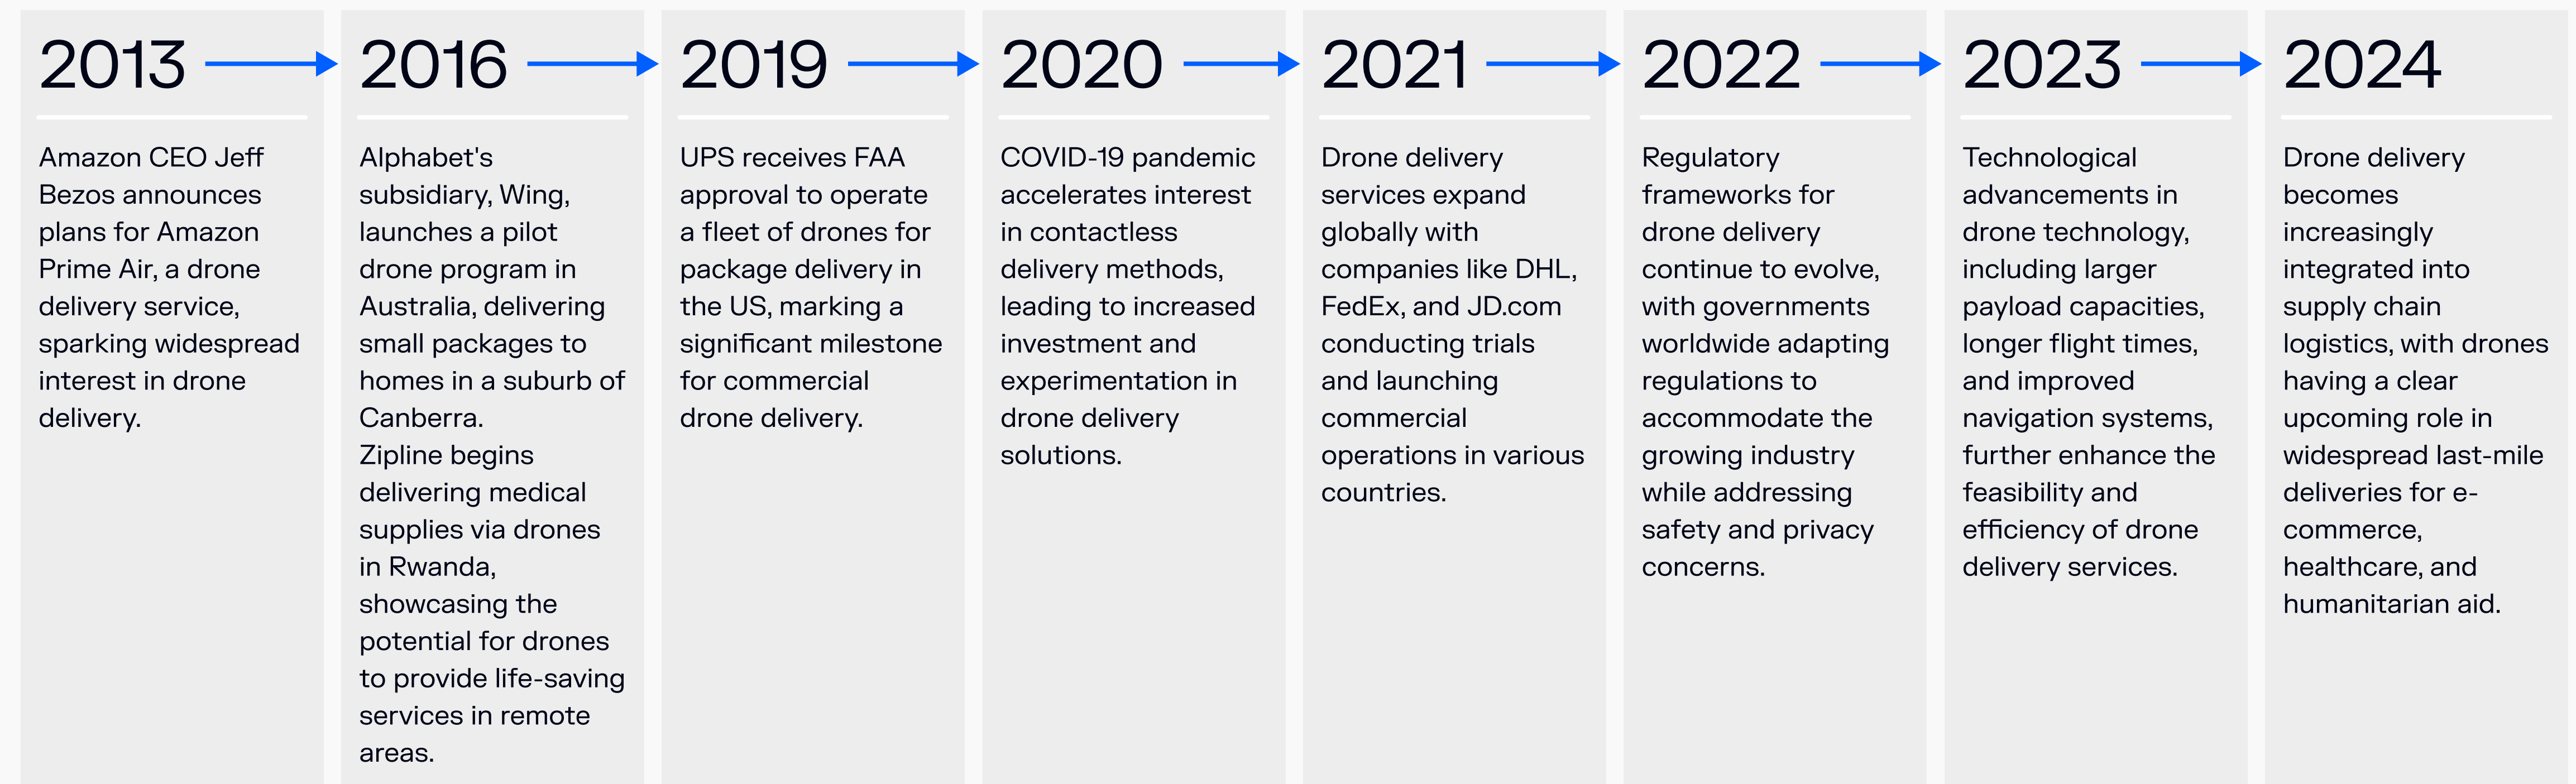 2013
Amazon CEO Jeff
Bezos announces
plans for Amazon
Prime Air, a drone
delivery service,
sparking widespread
interest in drone
delivery.
2016
Alphabet's
subsidiary, Wing,
launches a pilot
drone program in
Australia, delivering
small packages to
homes in a suburb of
Canberra.
Zipline begins
delivering medical
supplies via drones
in Rwanda,
showcasing the
potential for drones
to provide life-saving
services in remote
areas.
2019
UPS receives FAA
approval to operate
a fleet of drones for
package delivery in
the US, marking a
significant milestone
for commercial
drone delivery.
2020
COVID-19 pandemic
accelerates interest
in contactless
delivery methods,
leading to increased
investment and
experimentation in
drone delivery
solutions.
2021
Drone delivery
services expand
globally with
companies like DHL,
FedEx, and JD.com
conducting trials
and launching
commercial
operations in various
countries.
2022
Regulatory
frameworks for
drone delivery
continue to evolve,
with governments
worldwide adapting
regulations to
accommodate the
growing industry
while addressing
safety and privacy
concerns.
2023
Technological
advancements in
drone technology,
including larger
payload capacities,
longer flight times,
and improved
navigation systems,
further enhance the
feasibility and
efficiency of drone
delivery services.
2024
Drone delivery
becomes
increasingly
integrated into
supply chain
logistics, with drones
having a clear
upcoming role in
widespread last-mile
deliveries for e-
commerce,
healthcare, and
humanitarian aid.